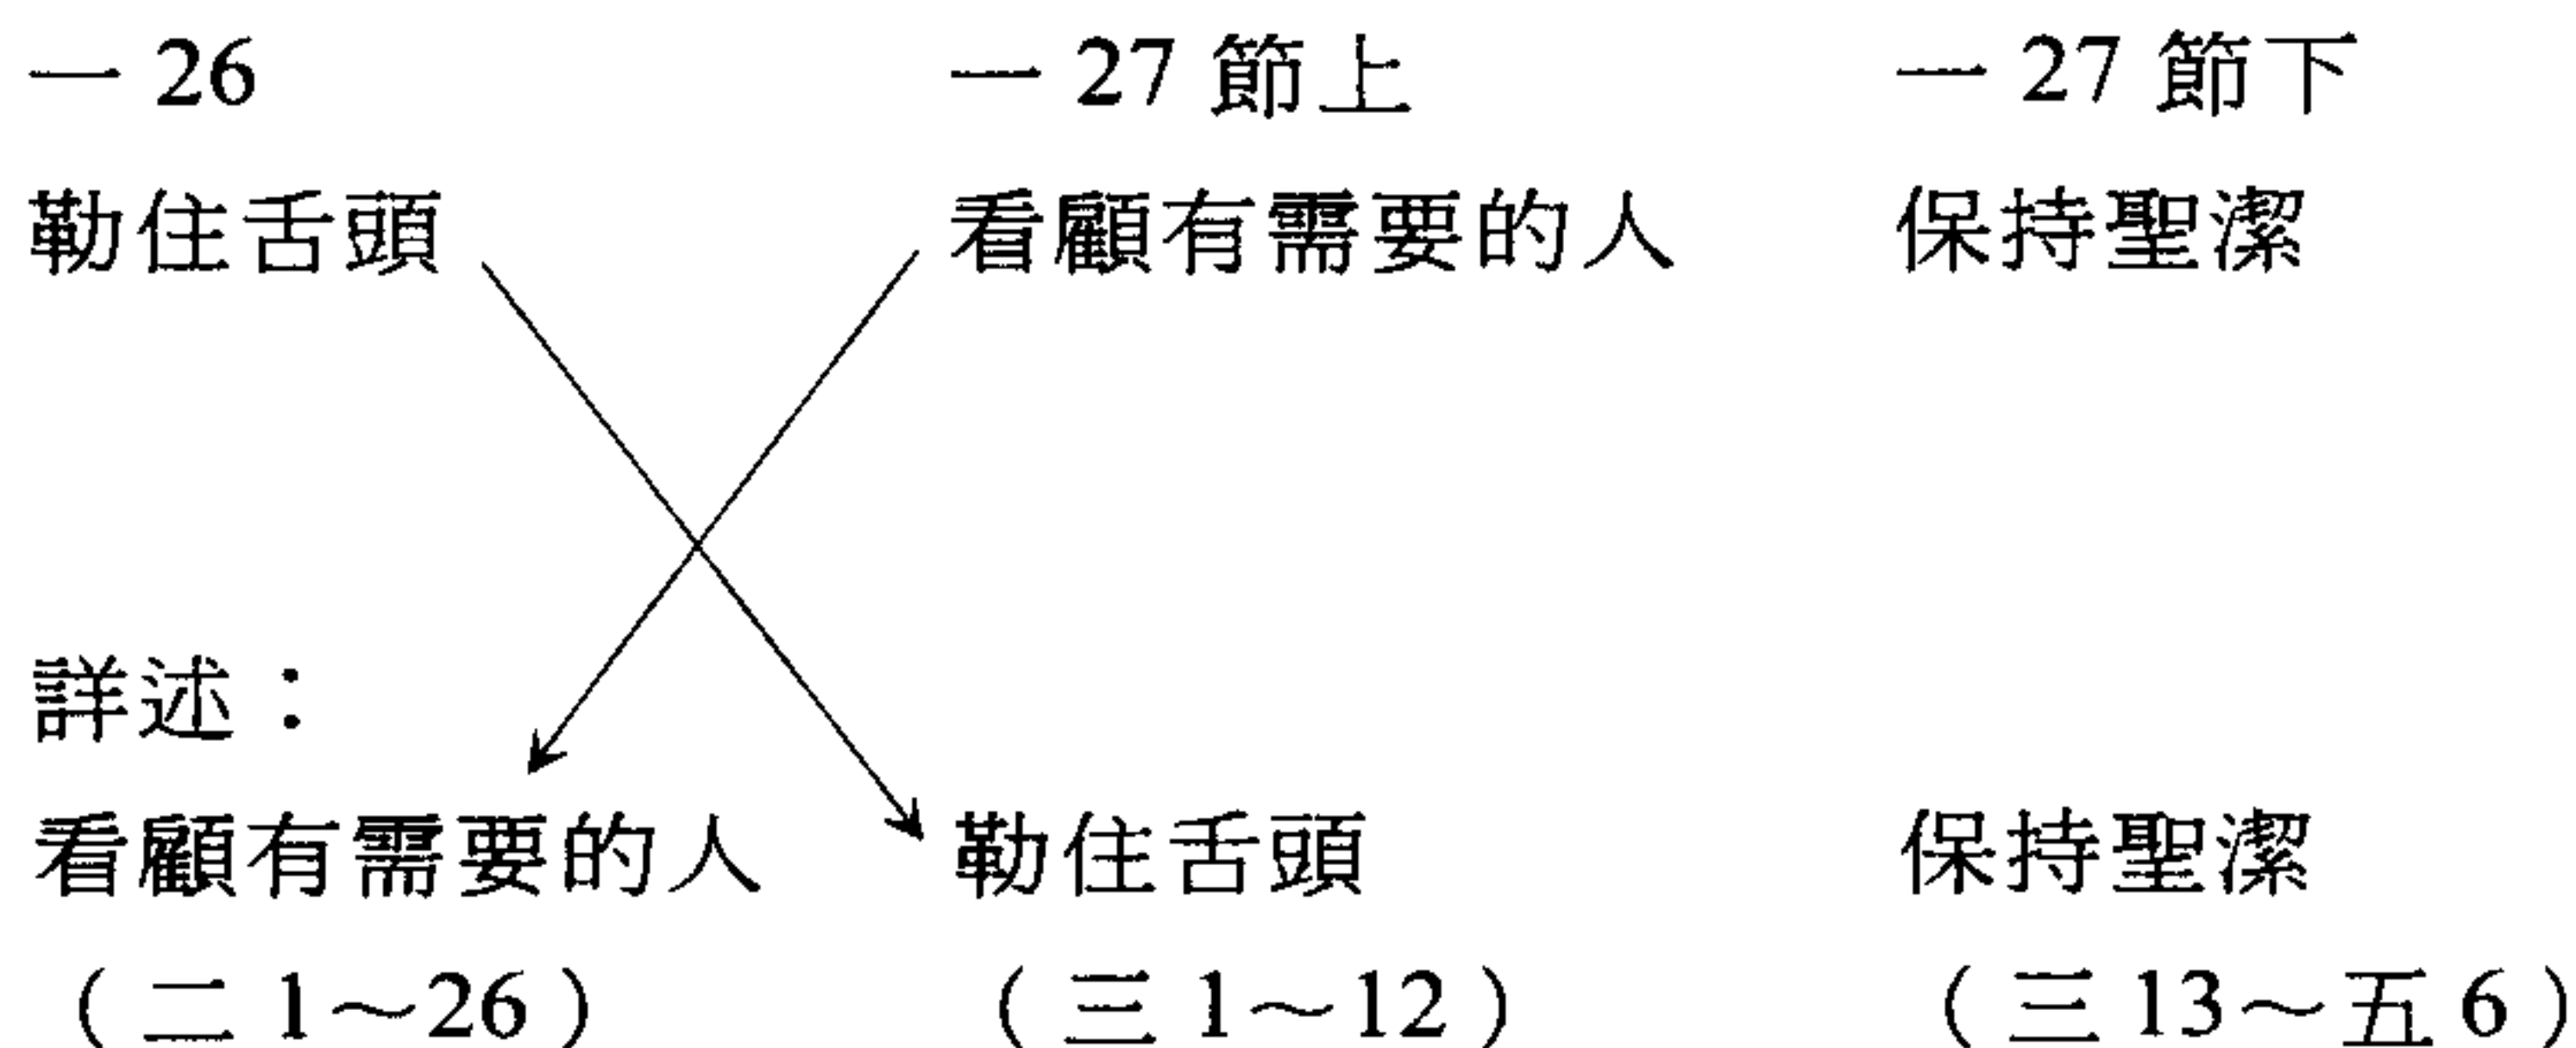 一 26 一 27 節上 一 27 節下
勒住舌頭 看顧有需要的人 保持聖潔
詳述：
看顧有需要的人 勒住舌頭 保持聖潔
（二 1～26） （三 1～12） （三 13～五 6）